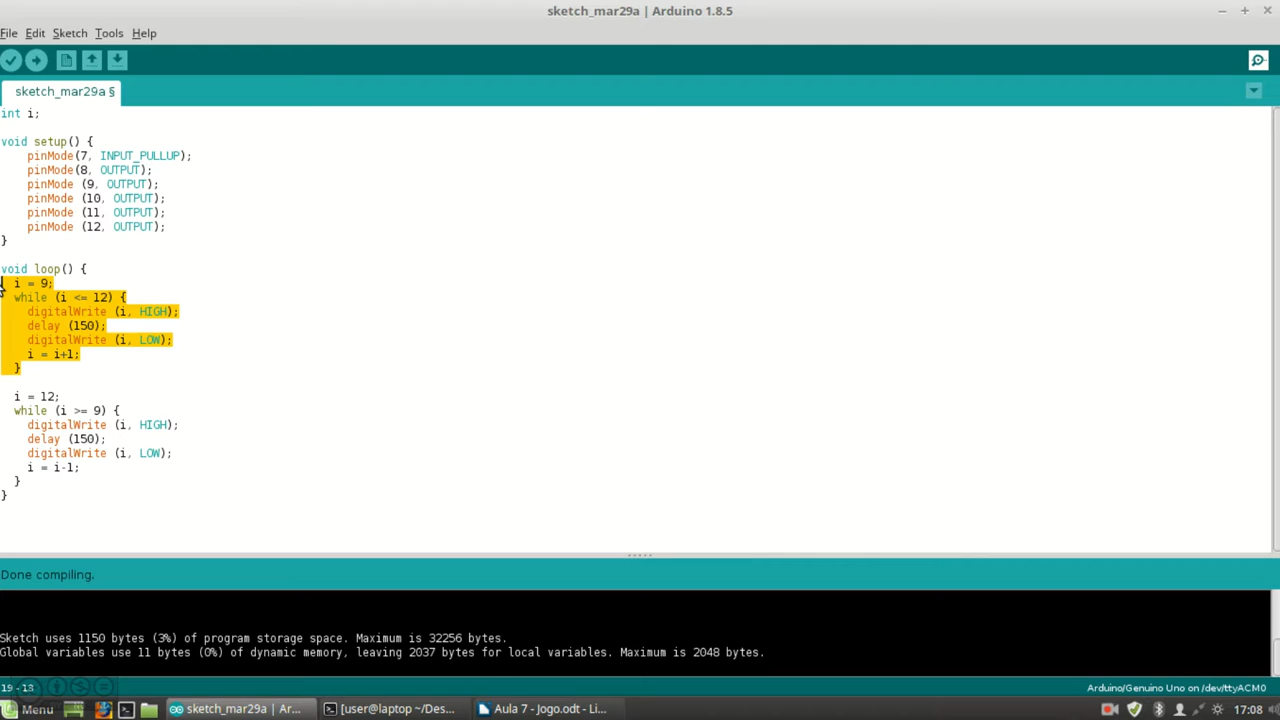 sketch_mar29a | Arduino 1.8.5
File Edit Sketch Tools Help
sketch_mar29a §
int i;
void setup() {
pinMode(7, INPUT_PULLUP);
pinMode(8, OUTPUT);
pinMode (9, OUTPUT);
pinMode (10, OUTPUT);
pinMode (11, OUTPUT);
pinMode (12, OUTPUT);
}
void loop() {
i = 9;
while (i <= 12) {
digitalWrite (i, HIGH);
delay (150);
digitalWrite (i, LOW);
i = i+1;
}
i = 12;
while (i >= 9) {
digitalWrite (i, HIGH);
delay (150);
digitalWrite (i, LOW);
i = i-1;
}
}
Done compiling.
Sketch uses 1150 bytes (3%) of program storage space. Maximum is 32256 bytes.
Global variables use 11 bytes (0%) of dynamic memory, leaving 2037 bytes for local variables. Maximum is 2048 bytes.
19 - 13 Arduino/Genuino Uno on /dev/ttyACM0
Menu sketch_mar29a | Ar... [user@laptop ~/Des... Aula 7 - Jogo.odt - Li... 17:08